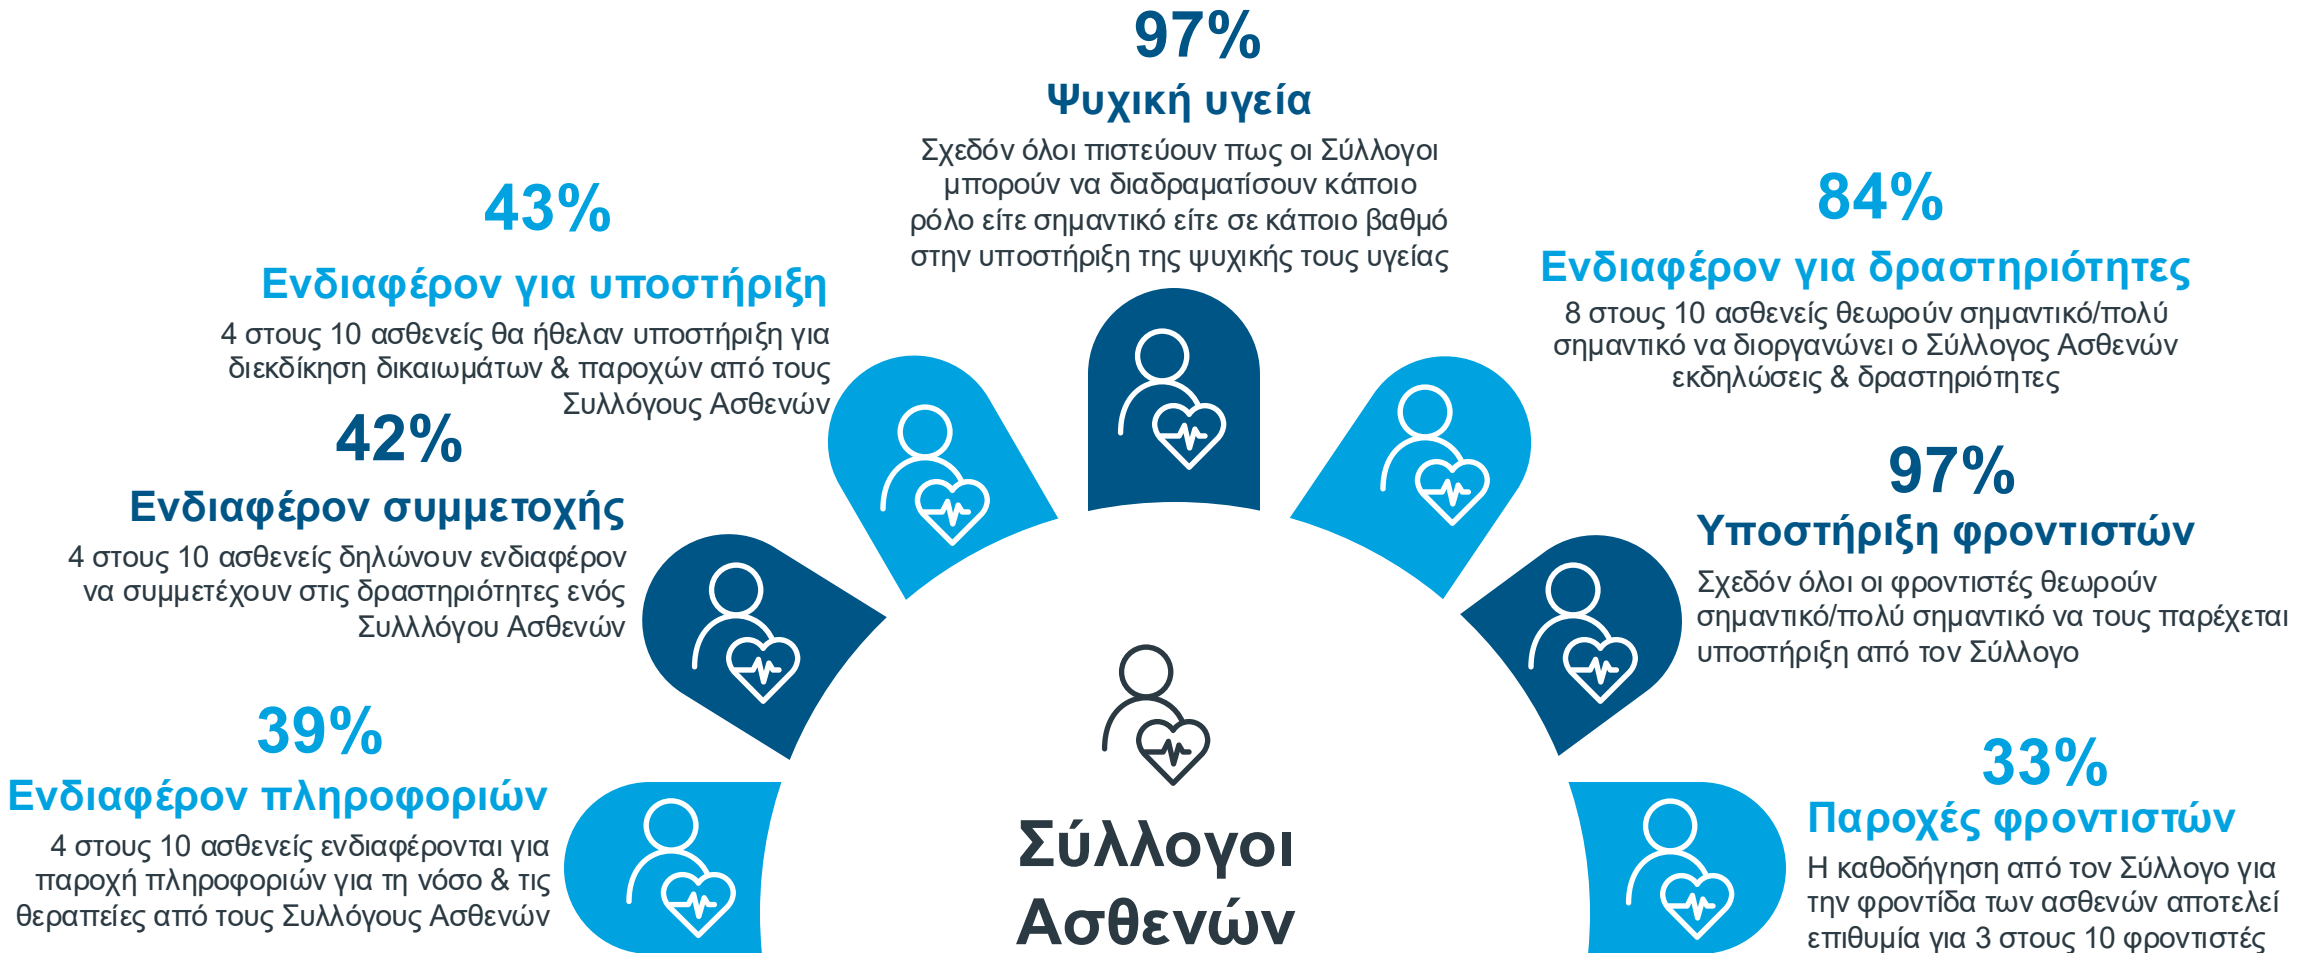 97%
Ψυχική υγεία
Σχεδόν όλοι πιστεύουν πως οι Σύλλογοι
μπορούν να διαδραματίσουν κάποιο
ρόλο είτε σημαντικό είτε σε κάποιο βαθμό
στην υποστήριξη της ψυχικής τους υγείας
43%
Ενδιαφέρον για υποστήριξη
4 στους 10 ασθενείς θα ήθελαν υποστήριξη για
διεκδίκηση δικαιωμάτων & παροχών από τους
Συλλόγους Ασθενών
84%
Ενδιαφέρον για δραστηριότητες
8 στους 10 ασθενείς θεωρούν σημαντικό/πολύ
σημαντικό να διοργανώνει ο Σύλλογος Ασθενών
εκδηλώσεις & δραστηριότητες
42%
Ενδιαφέρον συμμετοχής
4 στους 10 ασθενείς δηλώνουν ενδιαφέρον
να συμμετέχουν στις δραστηριότητες ενός
Συλλλόγου Ασθενών
97%
Υποστήριξη φροντιστών
Σχεδόν όλοι οι φροντιστές θεωρούν
σημαντικό/πολύ σημαντικό να τους παρέχεται
υποστήριξη από τον Σύλλογο
39%
Ενδιαφέρον πληροφοριών
4 στους 10 ασθενείς ενδιαφέρονται για
παροχή πληροφοριών για τη νόσο & τις
θεραπείες από τους Συλλόγους Ασθενών
33%
Παροχές φροντιστών
Η καθοδήγηση από τον Σύλλογο για
την φροντίδα των ασθενών αποτελεί
επιθυμία για 3 στους 10 φροντιστές
Σύλλογοι
Ασθενών